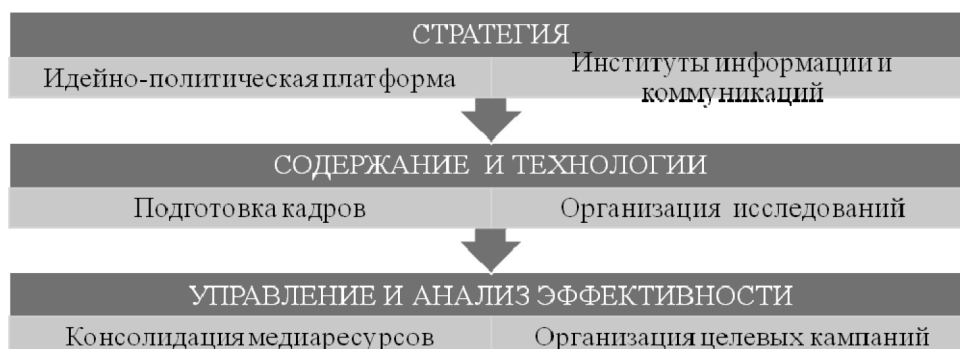 СТРАТЕГИЯ
Идейно-политическая платформа
Институты информации и
коммуникаций
СОДЕРЖАНИЕ И ТЕХНОЛОГИИ
Подготовка кадров
Организация исследований
УПРАВЛЕНИЕ И АНАЛИЗ ЭФФЕКТИВНОСТИ
Консолидация медиаресурсов
Организация целевых кампаний